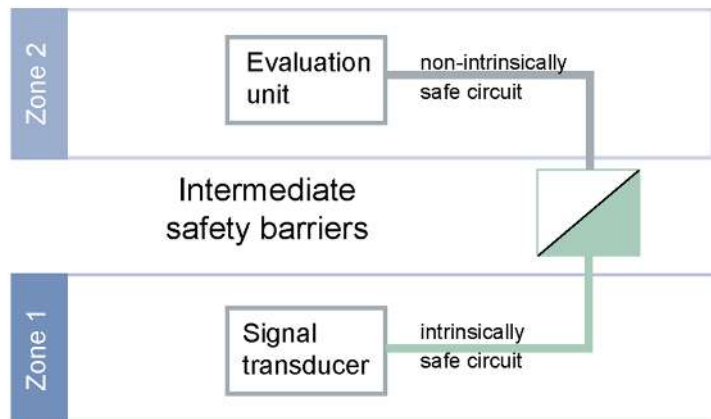 Zone 2
Evaluation
unit
non-intrinsically
safe circuit
Intermediate
safety barriers
Zone 1
Signal
transducer
intrinsically
safe circuit